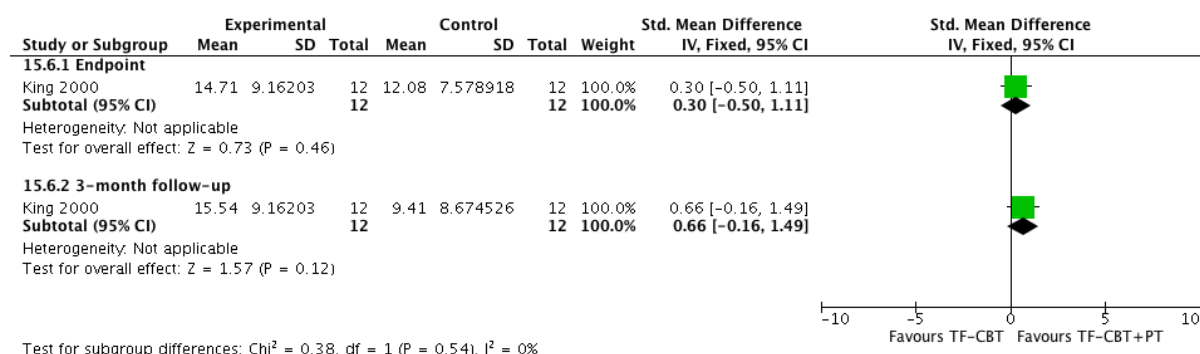 Experimental Control Std. Mean Difference Std. Mean Difference
Study or Subgroup Mean SD Total Mean SD Total Weight IV, Fixed, 95% CI IV, Fixed, 95% CI
15.6.1 Endpoint
King 2000 14.71 9.16203 12 12.08 7.578918 12 100.0% 0.30 [-0.50, 1.11]
Subtotal (95% CI) 12 12 100.0% 0.30 [-0.50, 1.11]
Heterogeneity: Not applicable
Test for overall effect: Z = 0.73 (P = 0.46)
15.6.2 3-month follow-up
King 2000 15.54 9.16203 12 9.41 8.674526 12 100.0% 0.66 [-0.16, 1.49]
Subtotal (95% CI) 12 12 100.0% 0.66 [-0.16, 1.49]
Heterogeneity: Not applicable
Test for overall effect: Z = 1.57 (P = 0.12)
-10 -5 0 5 10
Favours TF-CBT Favours TF-CBT+PT
Test for subgroup differences: Chi² = 0.38, df = 1 (P = 0.54), I² = 0%